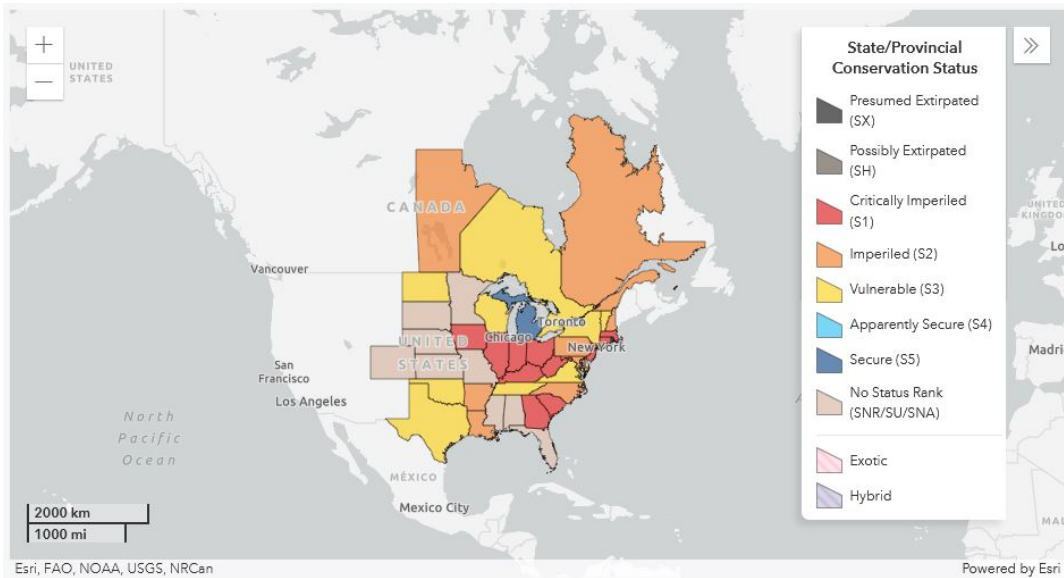 +
−
UNITED
STATES
CANADA
Vancouver
UNITED
STATES
Chicago
Toronto
New York
San
Francisco
Los Angeles
North
Pacific
Ocean
MÉXICO
Mexico City
2000 km
1000 mi
State/Provincial
Conservation Status
Presumed Extirpated
(SX)
Possibly Extirpated
(SH)
Critically Imperiled
(S1)
Imperiled (S2)
Vulnerable (S3)
Apparently Secure (S4)
Secure (S5)
No Status Rank
(SNR/SU/SNA)
Exotic
Hybrid
UNITED
KINGDOM
Lo
Madri
MAL
Esri, FAO, NOAA, USGS, NRCan
Powered by Esri